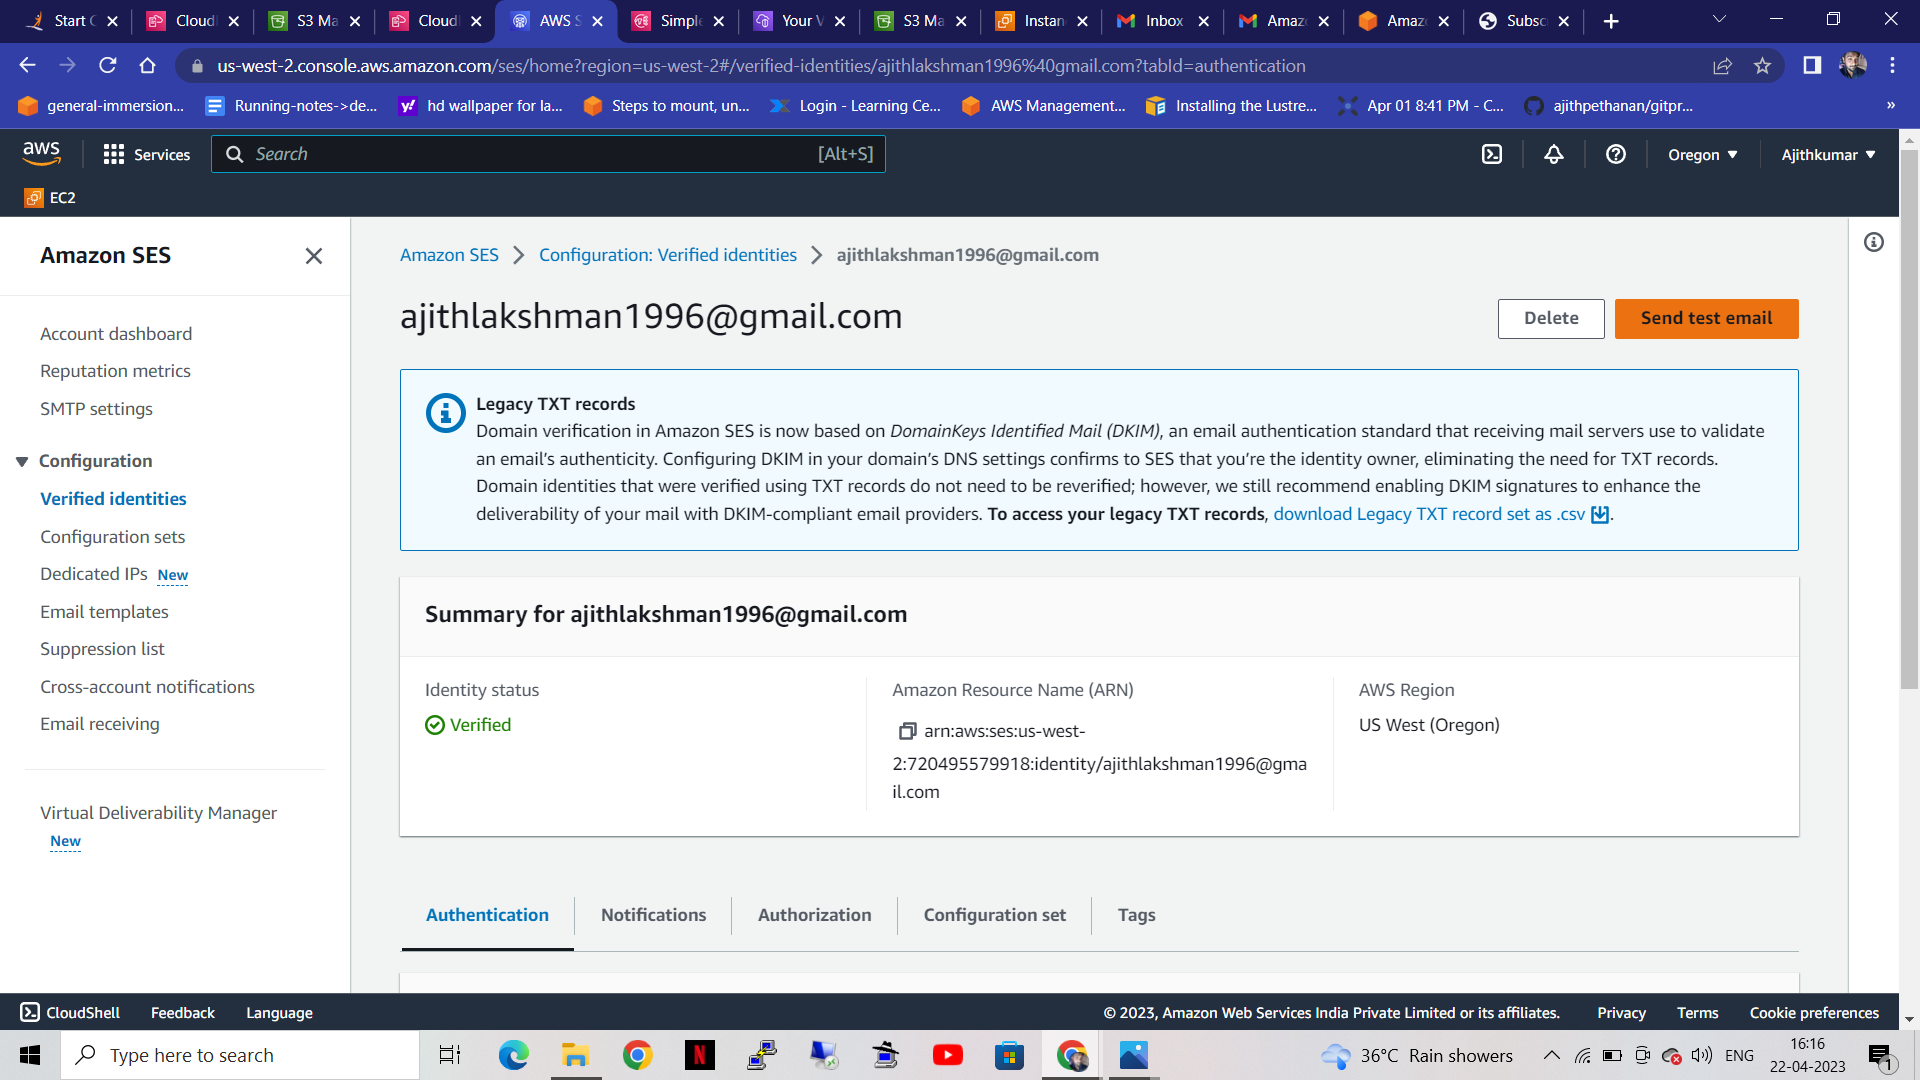 Start C
CloudF
S3 Ma
CloudF
AWS S
Simple
Your V
S3 Ma
Instan
Inbox
Amaz
Amaz
Subsc
us-west-2.console.aws.amazon.com/ses/home?region=us-west-2#/verified-identities/ajithlakshman1996%40gmail.com?tabId=authentication
general-immersion...
Running-notes->de...
hd wallpaper for la...
Steps to mount, un...
Login - Learning Ce...
AWS Management...
Installing the Lustre...
Apr 01 8:41 PM - C...
ajithpethanan/gitpr...
»
aws
Services
Search
[Alt+S]
Oregon
Ajithkumar
EC2
Amazon SES
Account dashboard
Reputation metrics
SMTP settings
Configuration
Verified identities
Configuration sets
Dedicated IPs New
Email templates
Suppression list
Cross-account notifications
Email receiving
Virtual Deliverability Manager
New
Amazon SES
Configuration: Verified identities
ajithlakshman1996@gmail.com
ajithlakshman1996@gmail.com
Delete
Send test email
Legacy TXT records
Domain verification in Amazon SES is now based on DomainKeys Identified Mail (DKIM), an email authentication standard that receiving mail servers use to validate
an email's authenticity. Configuring DKIM in your domain's DNS settings confirms to SES that you're the identity owner, eliminating the need for TXT records.
Domain identities that were verified using TXT records do not need to be reverified; however, we still recommend enabling DKIM signatures to enhance the
deliverability of your mail with DKIM-compliant email providers. To access your legacy TXT records, download Legacy TXT record set as .csv.
Summary for ajithlakshman1996@gmail.com
Identity status
Verified
Amazon Resource Name (ARN)
arn:aws:ses:us-west-
2:720495579918:identity/ajithlakshman1996@gma
il.com
AWS Region
US West (Oregon)
Authentication
Notifications
Authorization
Configuration set
Tags
CloudShell
Feedback
Language
© 2023, Amazon Web Services India Private Limited or its affiliates.
Privacy
Terms
Cookie preferences
Type here to search
36°C Rain showers
ENG
16:16
22-04-2023
1